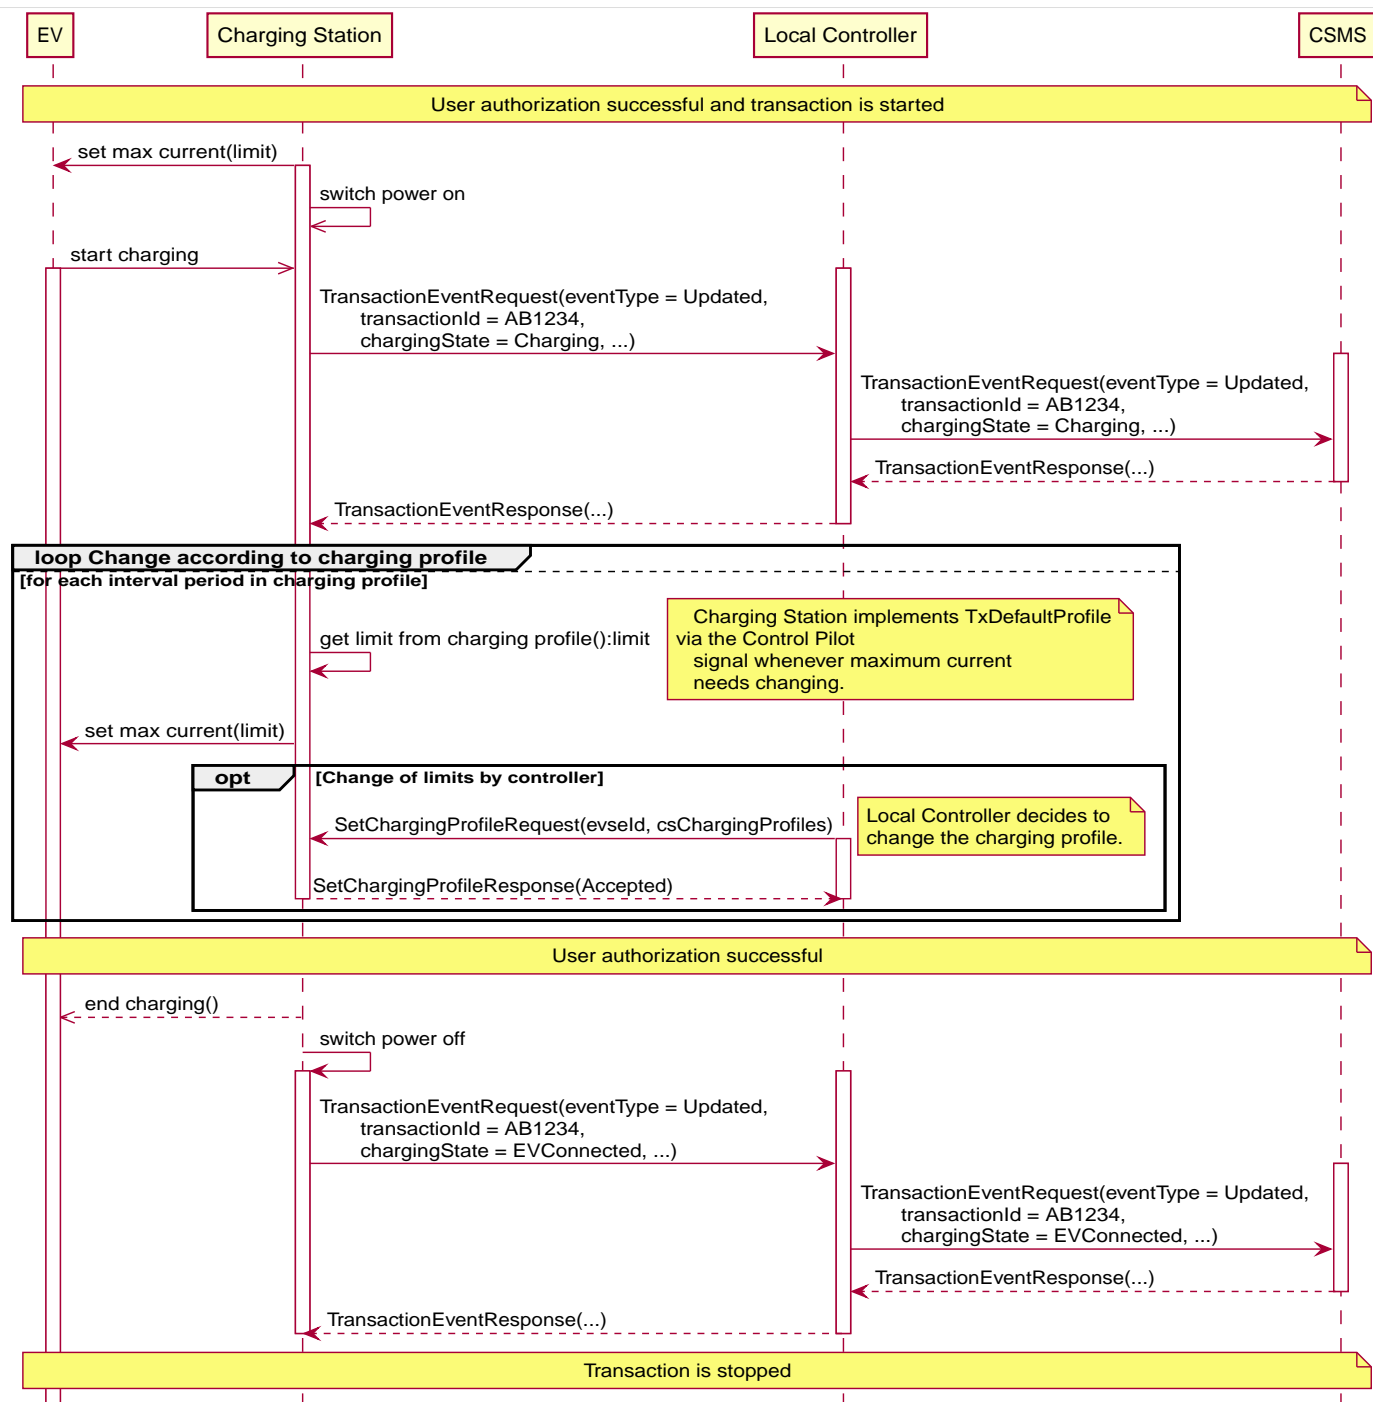 EV
Charging Station
Local Controller
CSMS
User authorization successful and transaction is started
set max current(limit)
switch power on
start charging
TransactionEventRequest(eventType = Updated,
transactionId = AB1234,
chargingState = Charging, ...)
TransactionEventRequest(eventType = Updated,
transactionId = AB1234,
chargingState = Charging, ...)
TransactionEventResponse(...)
TransactionEventResponse(...)
loop Change according to charging profile
[for each interval period in charging profile]
Charging Station implements TxDefaultProfile
via the Control Pilot
signal whenever maximum current
needs changing.
get limit from charging profile():limit
set max current(limit)
opt
[Change of limits by controller]
SetChargingProfileRequest(evseId, csChargingProfiles)
Local Controller decides to
change the charging profile.
SetChargingProfileResponse(Accepted)
User authorization successful
end charging()
switch power off
TransactionEventRequest(eventType = Updated,
transactionId = AB1234,
chargingState = EVConnected, ...)
TransactionEventRequest(eventType = Updated,
transactionId = AB1234,
chargingState = EVConnected, ...)
TransactionEventResponse(...)
TransactionEventResponse(...)
Transaction is stopped